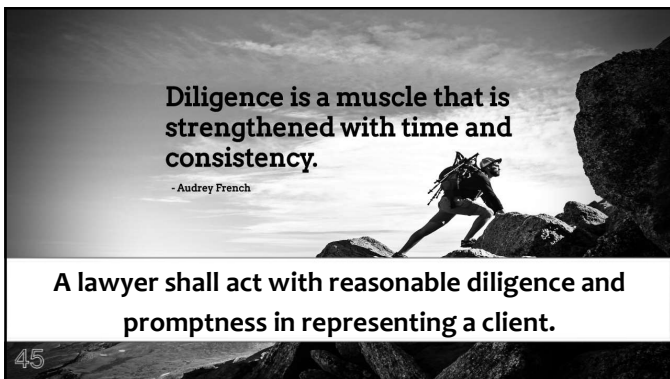 Diligence is a muscle that is
strengthened with time and
consistency.
- Audrey French
A lawyer shall act with reasonable diligence and
promptness in representing a client.
45